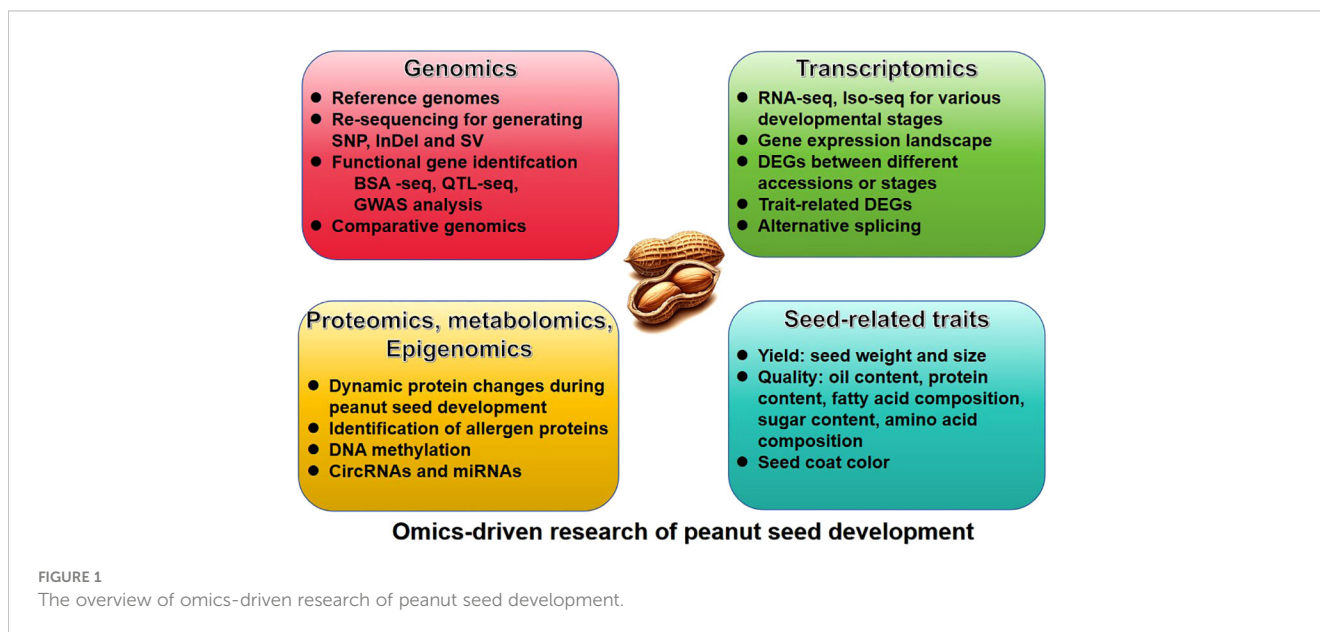 Genomics
● Reference genomes
● Re-sequencing for generating
SNP, InDel and SV
● Functional gene identifcation
BSA -seq, QTL-seq,
GWAS analysis
● Comparative genomics
Transcriptomics
● RNA-seq, Iso-seq for various
developmental stages
● Gene expression landscape
● DEGs between different
accessions or stages
● Trait-related DEGs
● Alternative splicing
Proteomics, metabolomics,
Epigenomics
● Dynamic protein changes during
peanut seed development
● Identification of allergen proteins
● DNA methylation
● CircRNAs and miRNAs
Seed-related traits
● Yield: seed weight and size
● Quality: oil content, protein
content, fatty acid composition,
sugar content, amino acid
composition
● Seed coat color
Omics-driven research of peanut seed development
FIGURE 1
The overview of omics-driven research of peanut seed development.